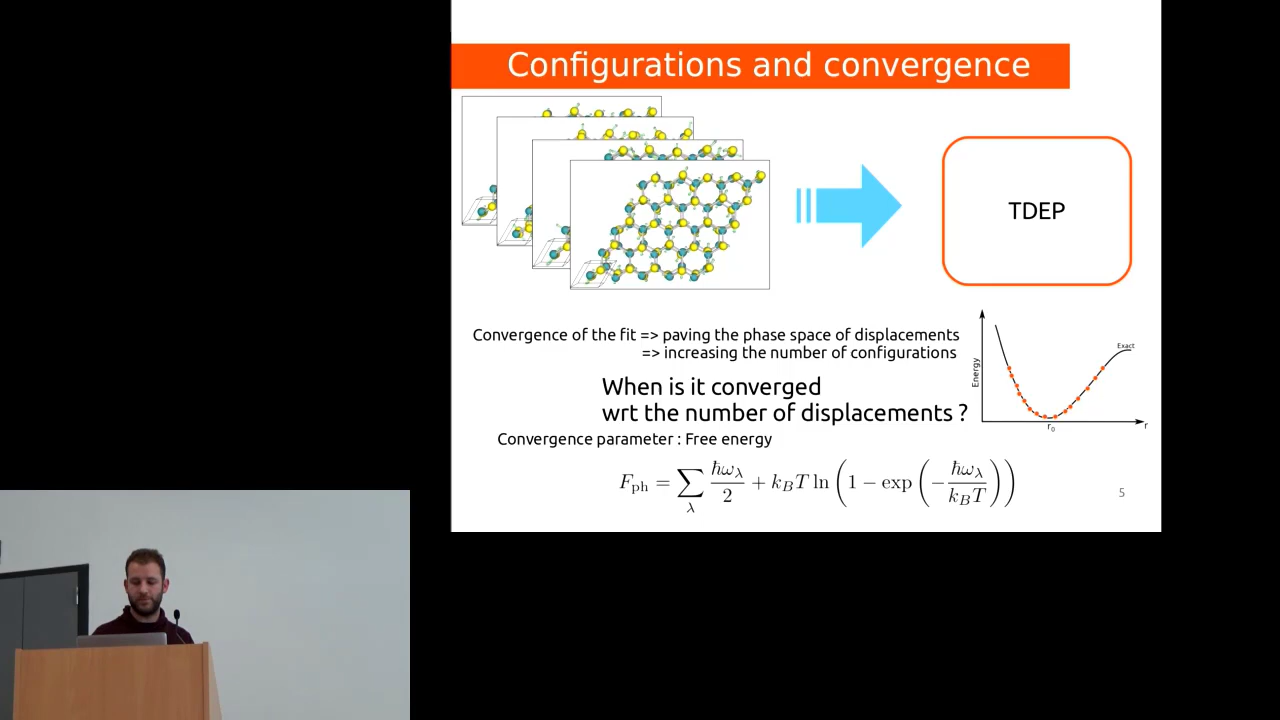 Configurations and convergence
TDEP
Convergence of the fit => paving the phase space of displacements
=> increasing the number of configurations
Exact
Energy
r₀
r
When is it converged
wrt the number of displacements ?
Convergence parameter : Free energy
F_ph = ∑_λ ħω_λ/2 + k_B T ln(1 − exp(−ħω_λ/k_B T))
5